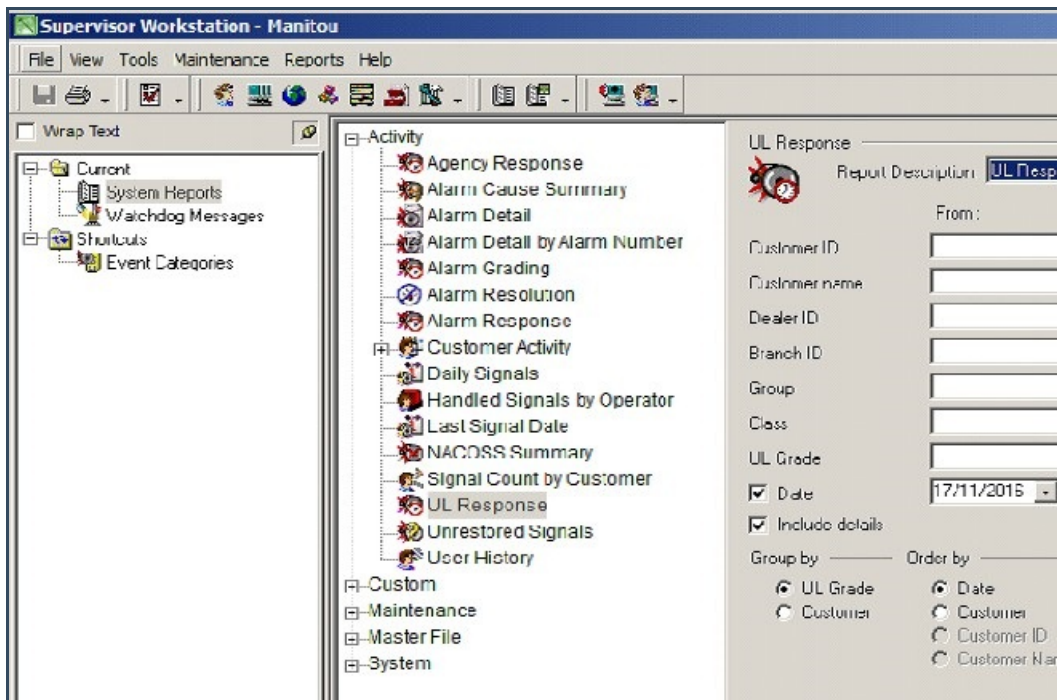 Supervisor Workstation - Manitou
File View Tools Maintenance Reports Help
Wrap Text
Current
System Reports
Watchdog Messages
Shortcuts
Event Categories
Activity
Agency Response
Alarm Cause Summary
Alarm Detail
Alarm Detail by Alarm Number
Alarm Grading
Alarm Resolution
Alarm Response
Customer Activity
Daily Signals
Handled Signals by Operator
Last Signal Date
NACOSS Summary
Signal Count by Customer
UL Response
Unrestored Signals
User History
Custom
Maintenance
Master File
System
UL Response
Report Description UL Resp
From:
Customer ID
Customer name
Dealer ID
Branch ID
Group
Class
UL Grade
Date 17/11/2016
Include details
Group by Order by
UL Grade Date
Customer Customer
Customer ID
Customer Nar